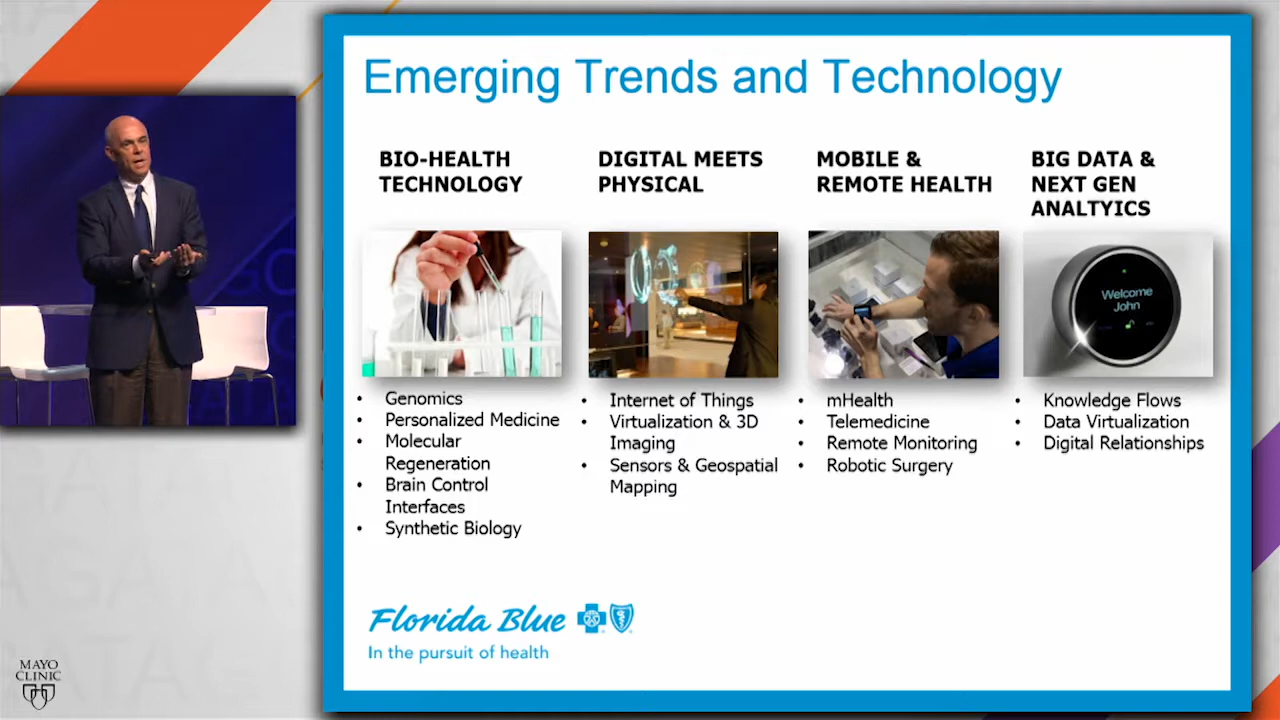 Emerging Trends and Technology
BIO-HEALTH
TECHNOLOGY
Genomics
Personalized Medicine
Molecular
Regeneration
Brain Control
Interfaces
Synthetic Biology
DIGITAL MEETS
PHYSICAL
Internet of Things
Virtualization & 3D
Imaging
Sensors & Geospatial
Mapping
MOBILE &
REMOTE HEALTH
mHealth
Telemedicine
Remote Monitoring
Robotic Surgery
BIG DATA &
NEXT GEN
ANALTYICS
Welcome
John
Knowledge Flows
Data Virtualization
Digital Relationships
Florida Blue
In the pursuit of health
MAYO
CLINIC